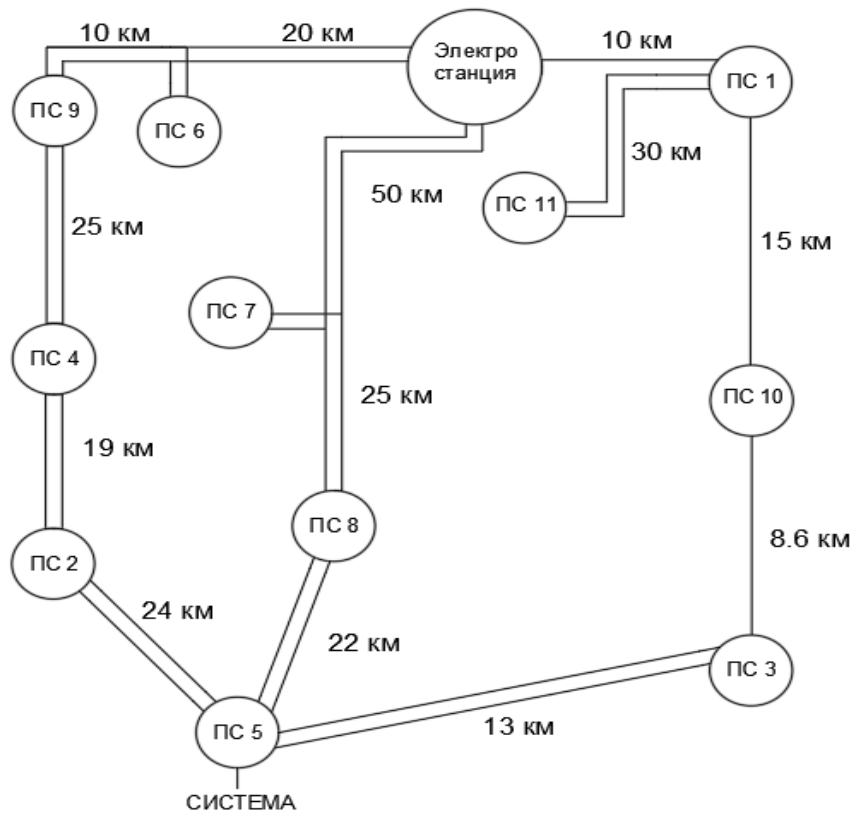 10 км
20 км
Электро
станция
10 км
ПС 9
ПС 6
ПС 1
30 км
50 км
ПС 11
25 км
15 км
ПС 7
ПС 4
25 км
ПС 10
19 км
ПС 8
8.6 км
ПС 2
24 км
22 км
ПС 3
ПС 5
13 км
СИСТЕМА